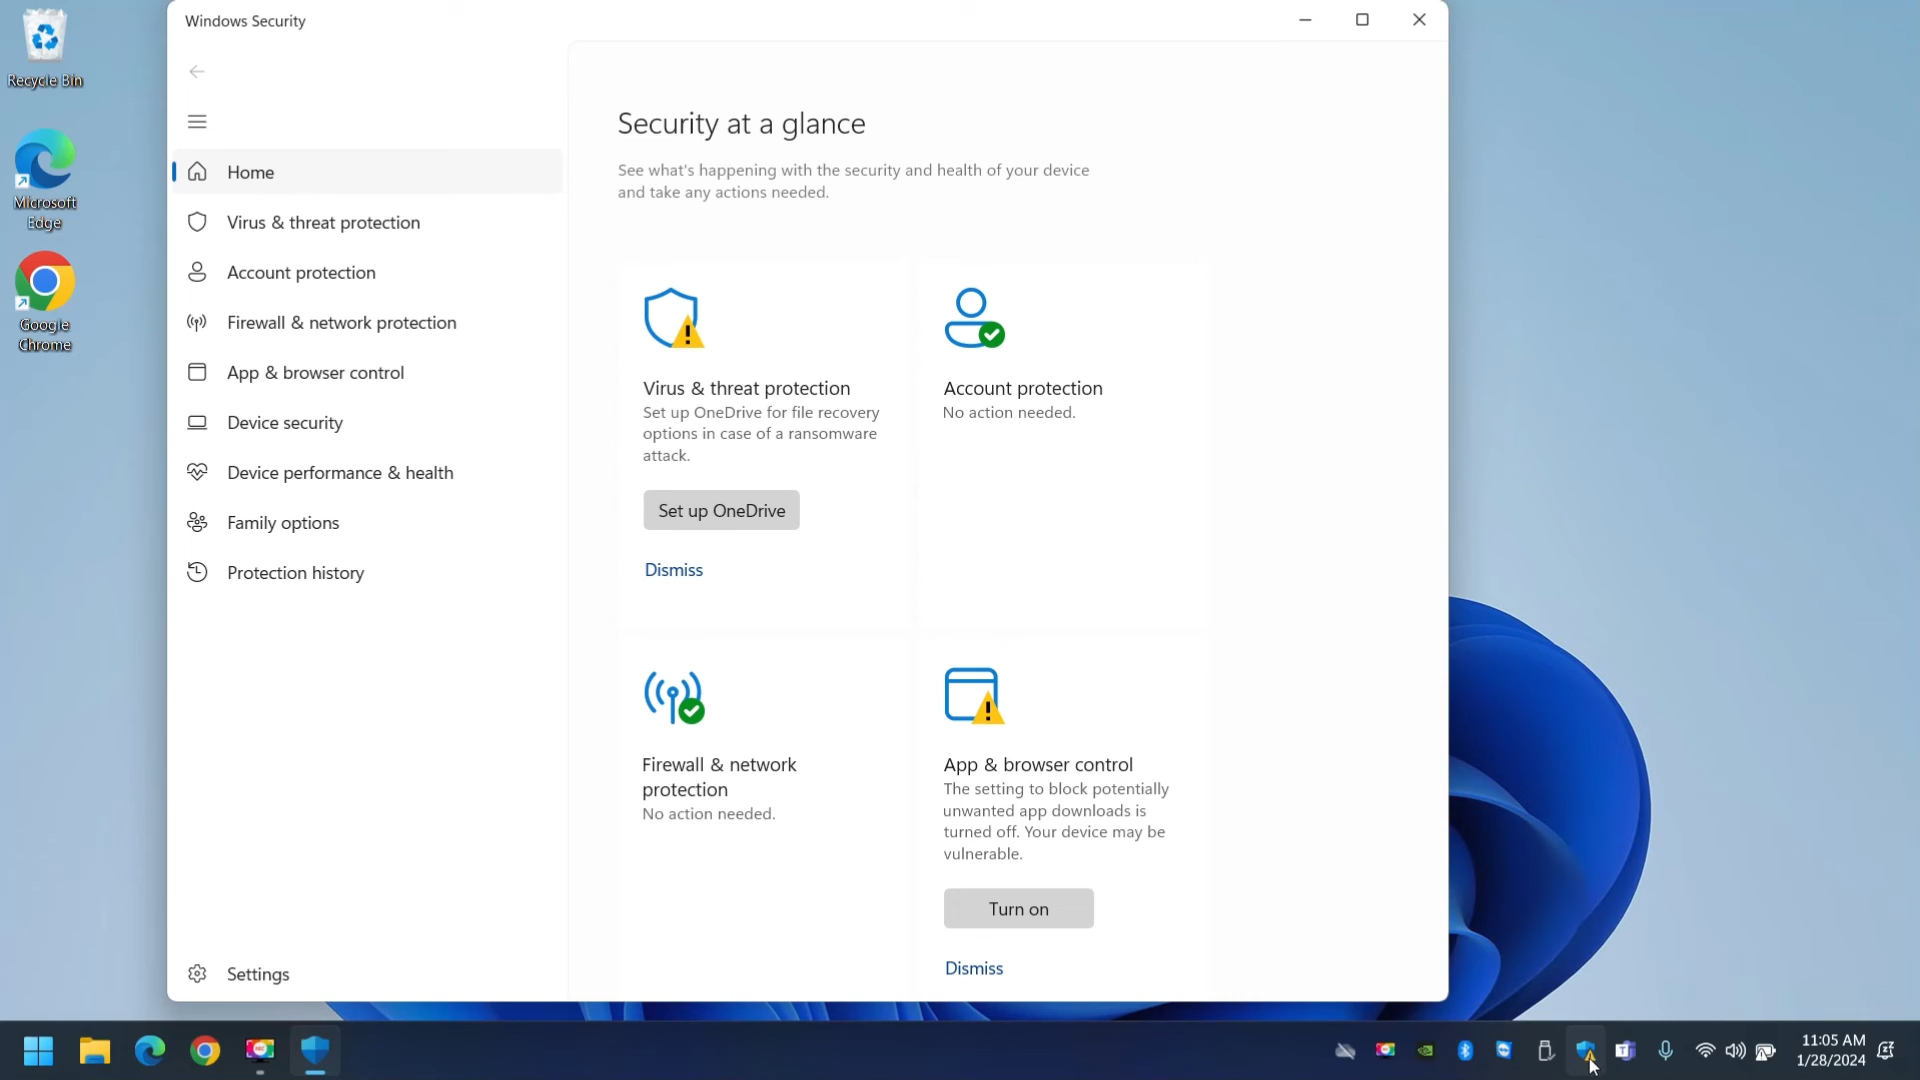 Recycle Bin
Microsoft
Edge
Google
Chrome
Windows Security
Home
Virus & threat protection
Account protection
Firewall & network protection
App & browser control
Device security
Device performance & health
Family options
Protection history
Settings
Security at a glance
See what's happening with the security and health of your device
and take any actions needed.
Virus & threat protection
Set up OneDrive for file recovery
options in case of a ransomware
attack.
Set up OneDrive
Dismiss
Account protection
No action needed.
Firewall & network
protection
No action needed.
App & browser control
The setting to block potentially
unwanted app downloads is
turned off. Your device may be
vulnerable.
Turn on
Dismiss
11:05 AM
1/28/2024